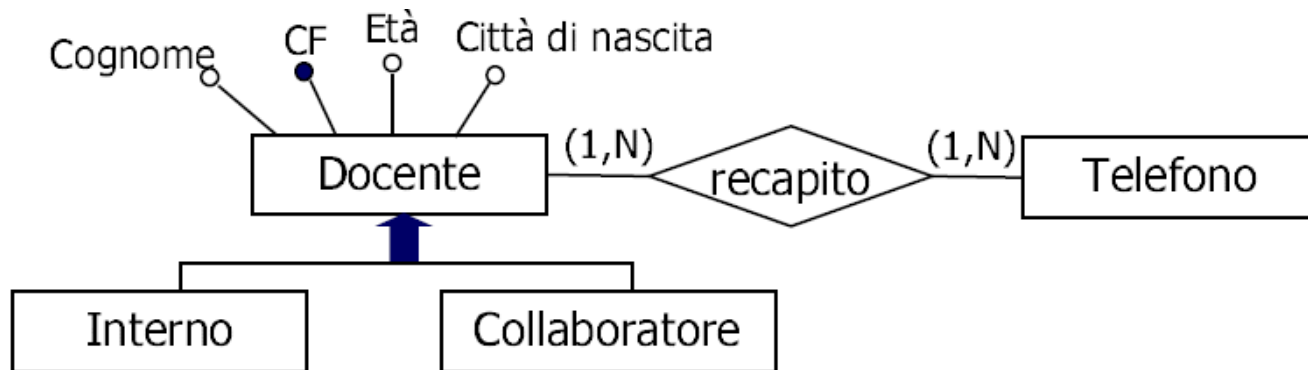 Cognome
CF
Età
Città di nascita
Docente
(1,N)
recapito
(1,N)
Telefono
Interno
Collaboratore